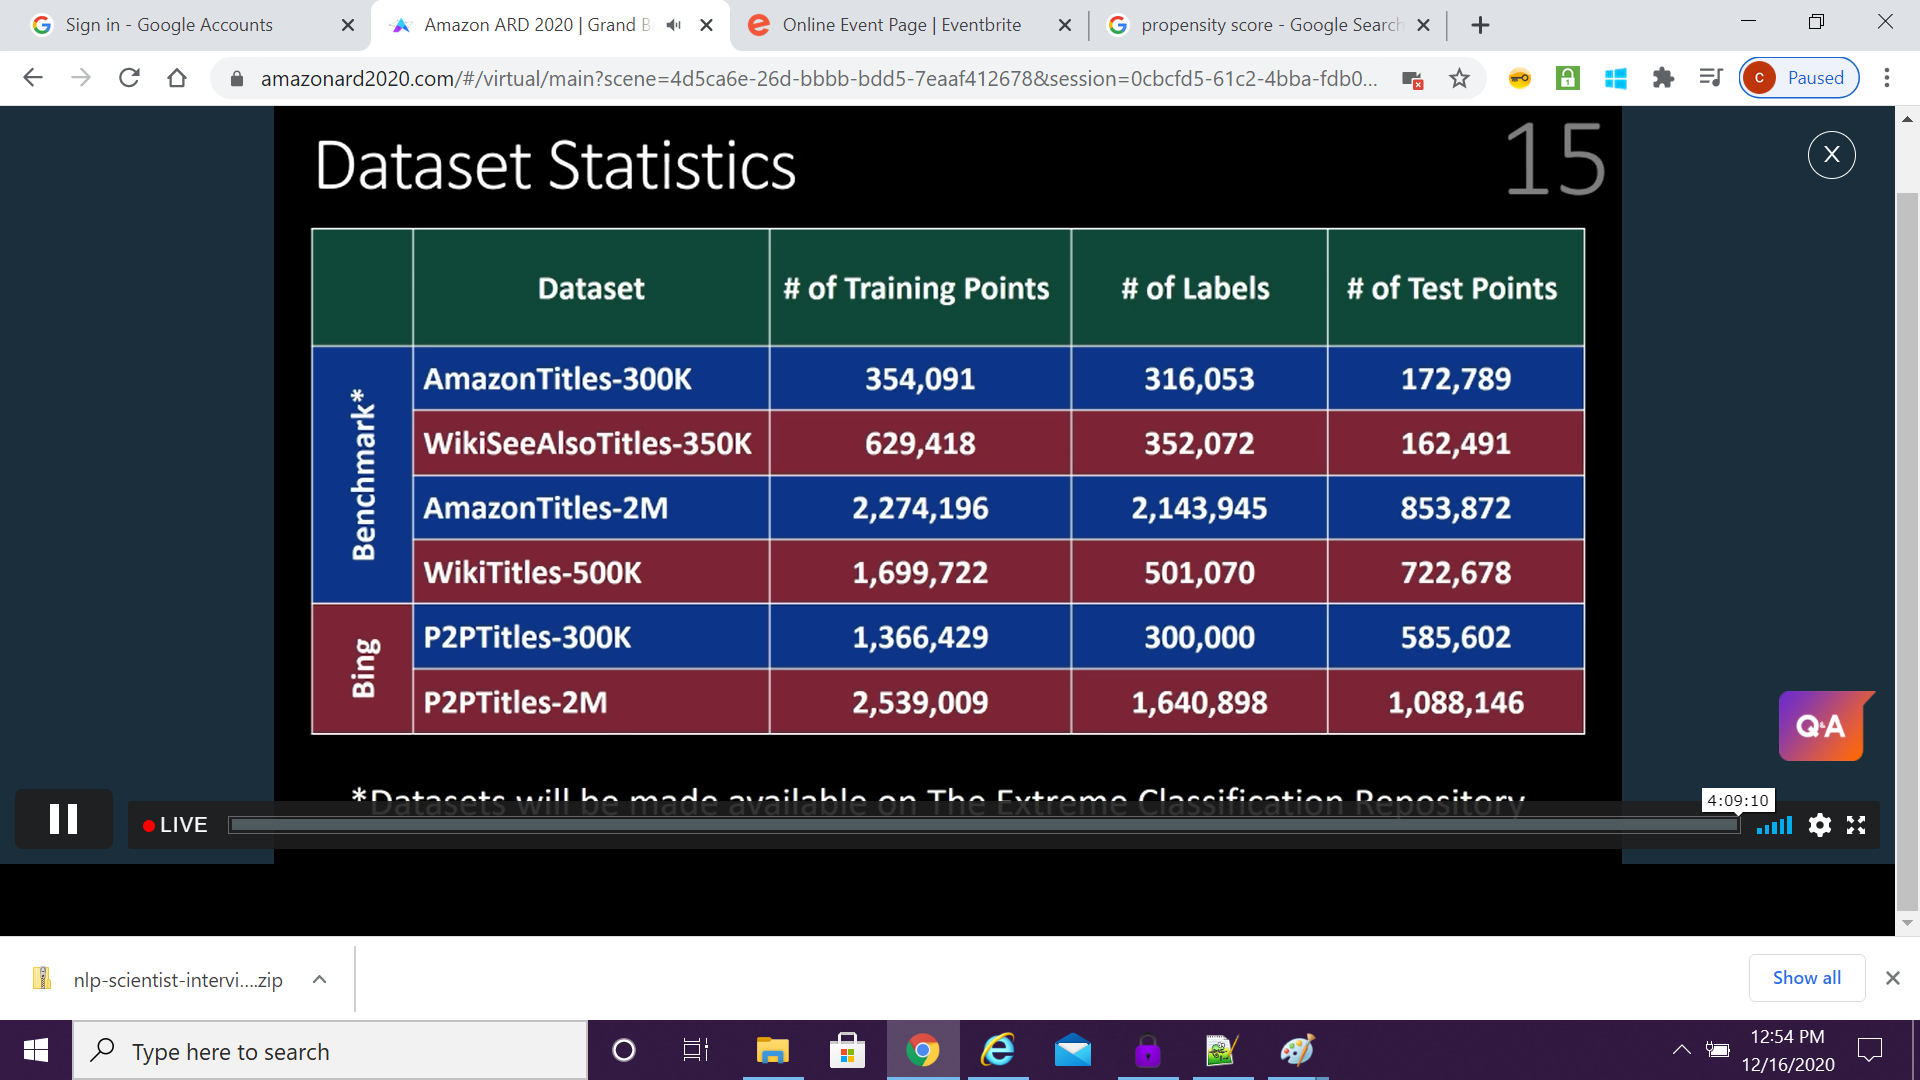 Sign in - Google Accounts
Amazon ARD 2020 | Grand B
Online Event Page | Eventbrite
propensity score - Google Search
amazonard2020.com/#/virtual/main?scene=4d5ca6e-26d-bbbb-bdd5-7eaaf412678&session=0cbcfd5-61c2-4bba-fdb0...
C Paused
Dataset Statistics
15
X
Dataset # of Training Points # of Labels # of Test Points
Benchmark*
AmazonTitles-300K 354,091 316,053 172,789
WikiSeeAlsoTitles-350K 629,418 352,072 162,491
AmazonTitles-2M 2,274,196 2,143,945 853,872
WikiTitles-500K 1,699,722 501,070 722,678
Bing
P2PTitles-300K 1,366,429 300,000 585,602
P2PTitles-2M 2,539,009 1,640,898 1,088,146
Q&A
*Datasets will be made available on The Extreme Classification Repository
4:09:10
LIVE
nlp-scientist-intervi....zip
Show all
Type here to search
12:54 PM
12/16/2020